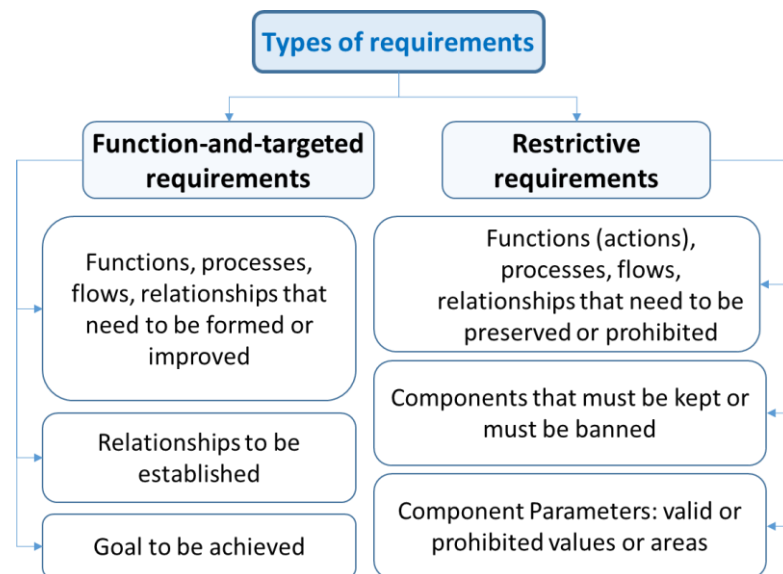 Types of requirements
Function-and-targeted
requirements
Functions, processes,
flows, relationships that
need to be formed or
improved
Relationships to be
established
Goal to be achieved
Restrictive
requirements
Functions (actions),
processes, flows,
relationships that need to be
preserved or prohibited
Components that must be kept or
must be banned
Component Parameters: valid or
prohibited values or areas